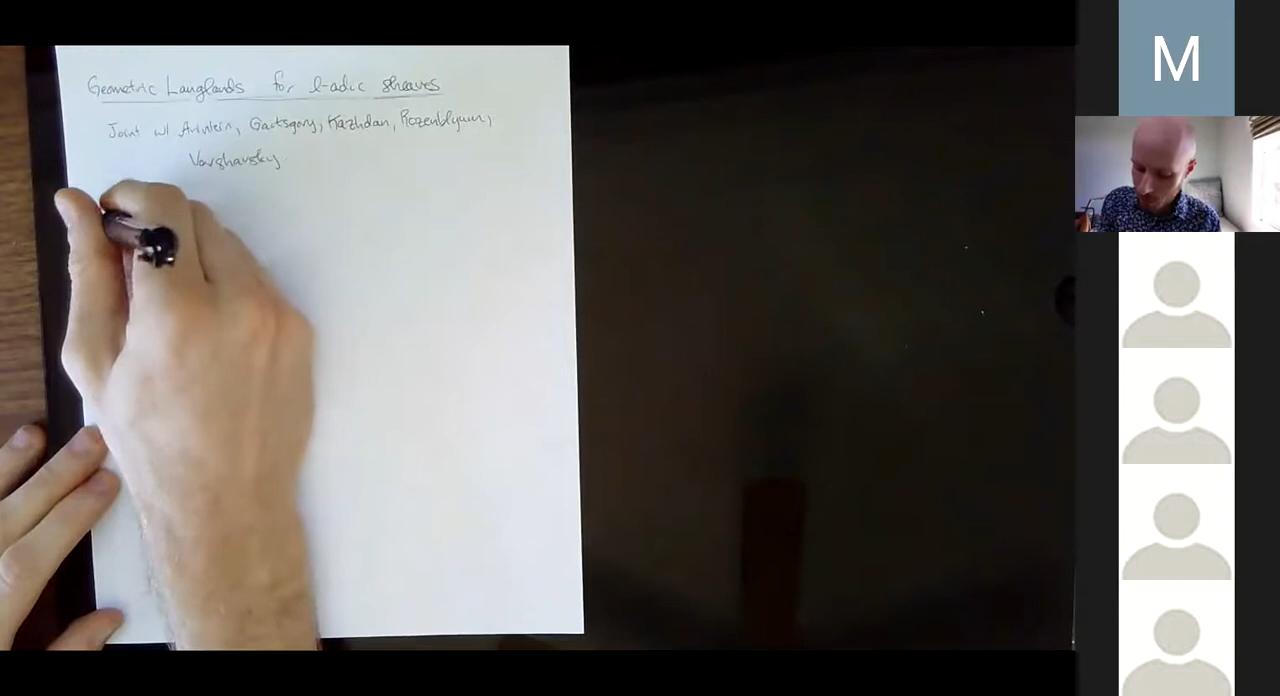 Geometric Langlands for l-adic sheaves
Joint w/ Arinkin, Gaitsgory, Kazhdan, Rozenblyum,
Varshavsky
M